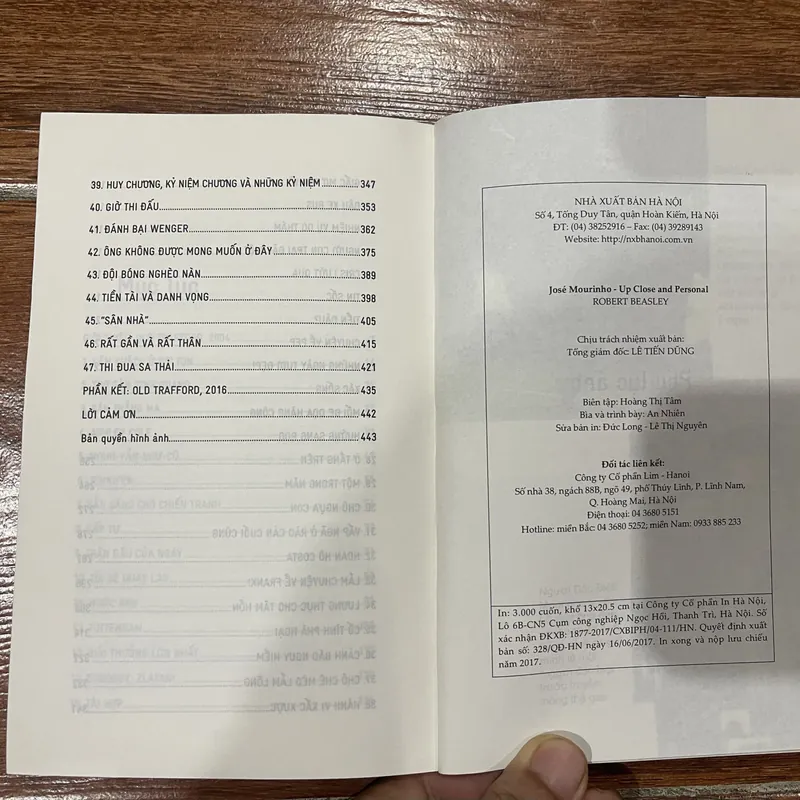 39. HUY CHƯƠNG, KỶ NIỆM CHƯƠNG VÀ NHỮNG KỶ NIỆM.........347
40. GIỜ THI ĐẤU.........353
41. ĐÁNH BẠI WENGER.........362
42. ÔNG KHÔNG ĐƯỢC MONG MUỐN Ở ĐÂY.........375
43. ĐỘI BÓNG NGHÈO NÀN.........389
44. TIỀN TÀI VÀ DANH VỌNG.........398
45. "SÂN NHÀ".........405
46. RẤT GẦN VÀ RẤT THÂN.........415
47. THI ĐUA SA THẢI.........421
PHẦN KẾT: OLD TRAFFORD, 2016.........435
LỜI CẢM ƠN.........442
Bản quyền hình ảnh.........443
NHÀ XUẤT BẢN HÀ NỘI
Số 4, Tống Duy Tân, quận Hoàn Kiếm, Hà Nội
ĐT: (04) 38252916 – Fax: (04) 39289143
Website: http://nxbhanoi.com.vn
José Mourinho - Up Close and Personal
ROBERT BEASLEY
Chịu trách nhiệm xuất bản:
Tổng giám đốc: LÊ TIẾN DŨNG
Biên tập: Hoàng Thị Tâm
Bìa và trình bày: An Nhiên
Sửa bản in: Đức Long - Lê Thị Nguyên
Đối tác liên kết:
Công ty Cổ phần Lim - Hanoi
Số nhà 38, ngách 88B, ngõ 49, phố Thúy Lĩnh, P. Lĩnh Nam,
Q. Hoàng Mai, Hà Nội
Điện thoại: 04 3680 5151
Hotline: miền Bắc: 04 3680 5252; miền Nam: 0933 885 233
In: 3.000 cuốn, khổ 13x20.5 cm tại Công ty Cổ phần In Hà Nội,
Lô 6B-CN5 Cụm công nghiệp Ngọc Hồi, Thanh Trì, Hà Nội. Số
xác nhận ĐKXB: 1877-2017/CXBIPH/04-111/HN. Quyết định xuất
bản số: 328/QĐ-HN ngày 16/06/2017. In xong và nộp lưu chiểu
năm 2017.